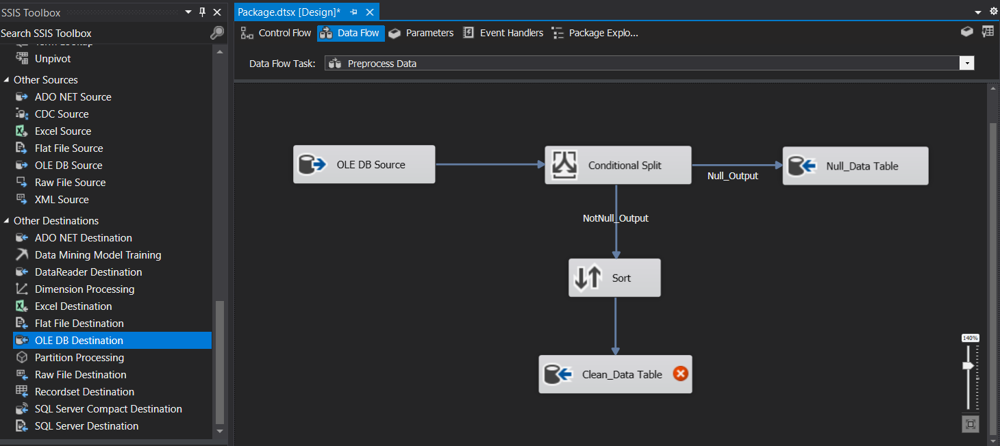 SSIS Toolbox
Search SSIS Toolbox
Term Lookup
Unpivot
Other Sources
ADO NET Source
CDC Source
Excel Source
Flat File Source
OLE DB Source
Raw File Source
XML Source
Other Destinations
ADO NET Destination
Data Mining Model Training
DataReader Destination
Dimension Processing
Excel Destination
Flat File Destination
OLE DB Destination
Partition Processing
Raw File Destination
Recordset Destination
SQL Server Compact Destination
SQL Server Destination
Package.dtsx [Design]*
Control Flow Data Flow Parameters Event Handlers Package Explo...
Data Flow Task: Preprocess Data
OLE DB Source
Conditional Split
Null_Output
Null_Data Table
NotNull_Output
Sort
Clean_Data Table
140%